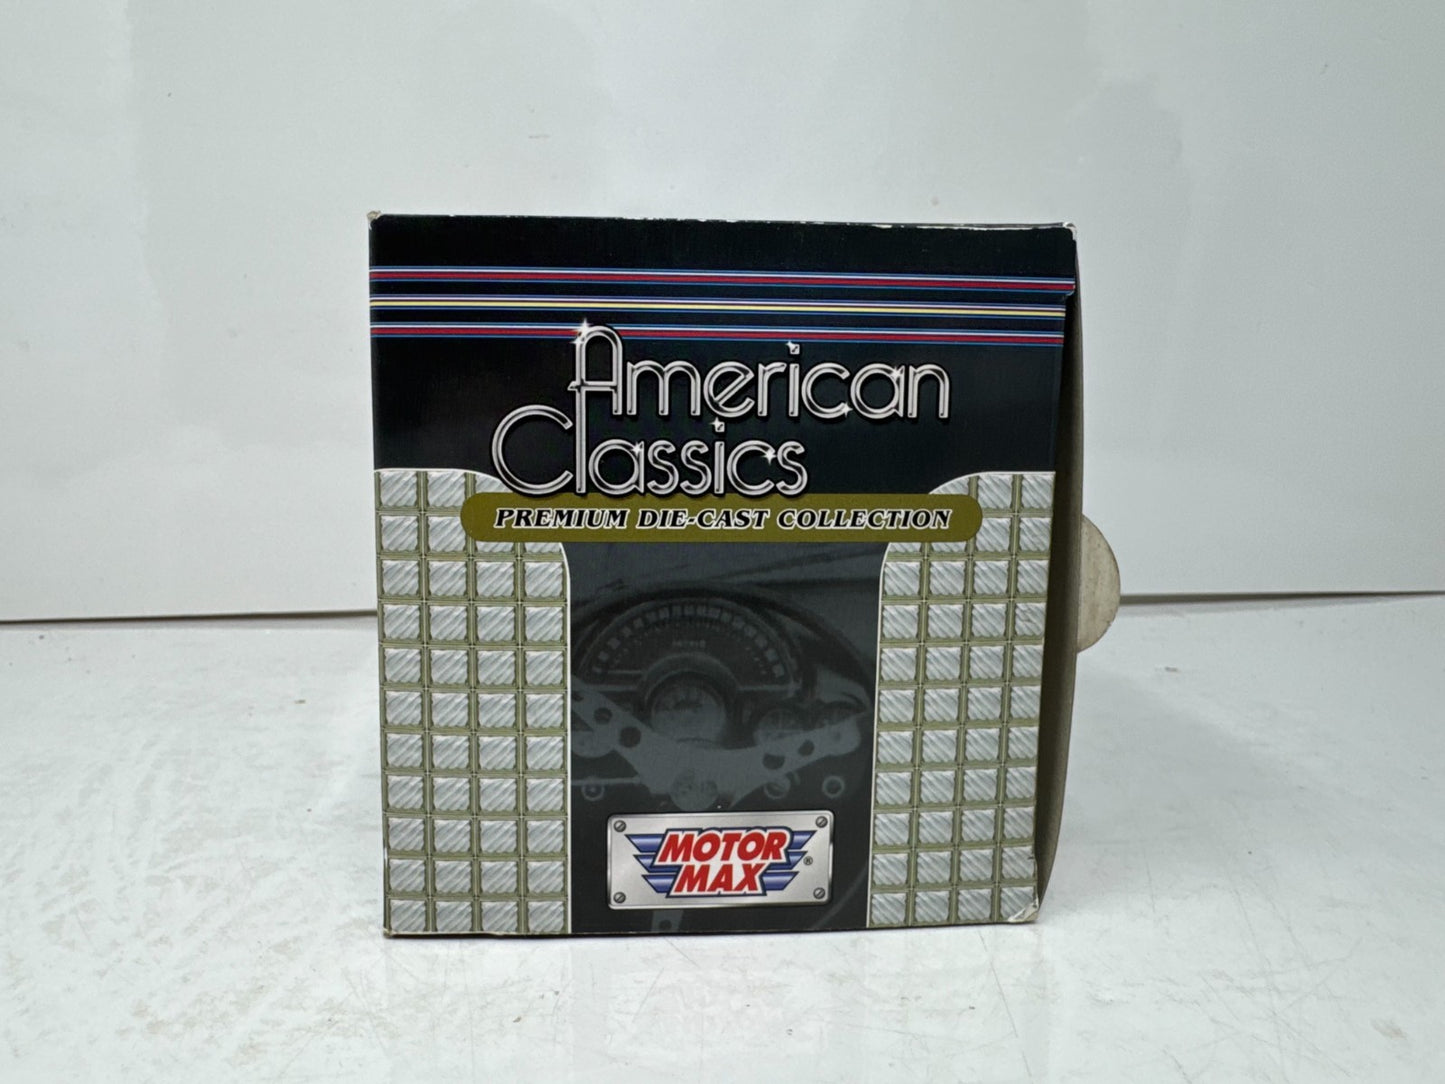 American
Classics
PREMIUM DIE-CAST COLLECTION
MOTOR
MAX
®